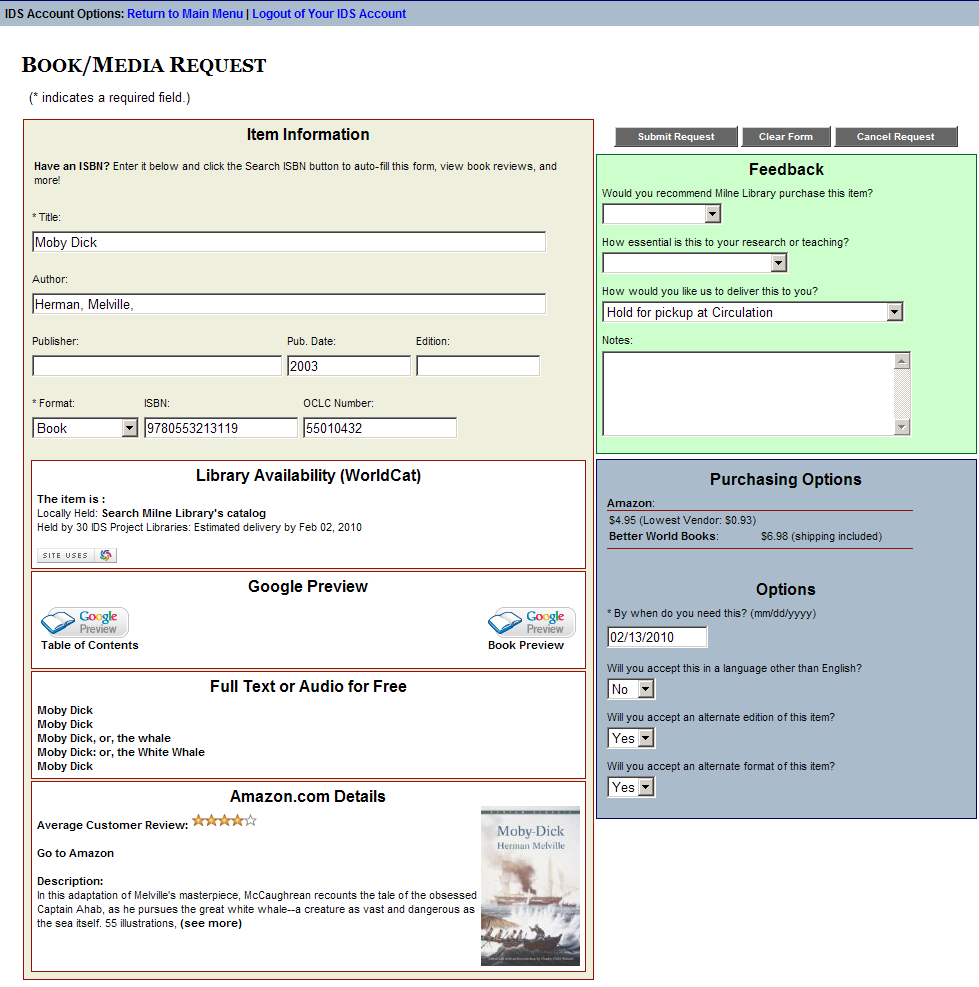 IDS Account Options: Return to Main Menu | Logout of Your IDS Account
BOOK/MEDIA REQUEST
(* indicates a required field.)
Item Information
Have an ISBN? Enter it below and click the Search ISBN button to auto-fill this form, view book reviews, and
more!
* Title:
Moby Dick
Author:
Herman, Melville,
Publisher: Pub. Date: Edition:
2003
* Format: ISBN: OCLC Number:
Book 9780553213119 55010432
Library Availability (WorldCat)
The item is :
Locally Held: Search Milne Library's catalog
Held by 30 IDS Project Libraries: Estimated delivery by Feb 02, 2010
SITE USES
Google Preview
Google Google
Preview Preview
Table of Contents Book Preview
Full Text or Audio for Free
Moby Dick
Moby Dick
Moby Dick, or, the whale
Moby Dick: or, the White Whale
Moby Dick
Amazon.com Details
Average Customer Review:
Go to Amazon
Description:
In this adaptation of Melville's masterpiece, McCaughrean recounts the tale of the obsessed
Captain Ahab, as he pursues the great white whale--a creature as vast and dangerous as
the sea itself. 55 illustrations, (see more)
Moby-Dick
Herman Melville
Submit Request Clear Form Cancel Request
Feedback
Would you recommend Milne Library purchase this item?
How essential is this to your research or teaching?
How would you like us to deliver this to you?
Hold for pickup at Circulation
Notes:
Purchasing Options
Amazon:
$4.95 (Lowest Vendor: $0.93)
Better World Books: $6.98 (shipping included)
Options
* By when do you need this? (mm/dd/yyyy)
02/13/2010
Will you accept this in a language other than English?
No
Will you accept an alternate edition of this item?
Yes
Will you accept an alternate format of this item?
Yes